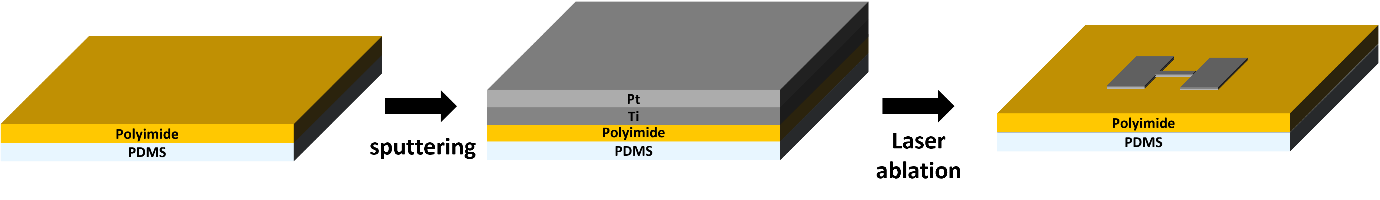 Polyimide
PDMS
sputtering
Pt
Ti
Polyimide
PDMS
Laser
ablation
Polyimide
PDMS